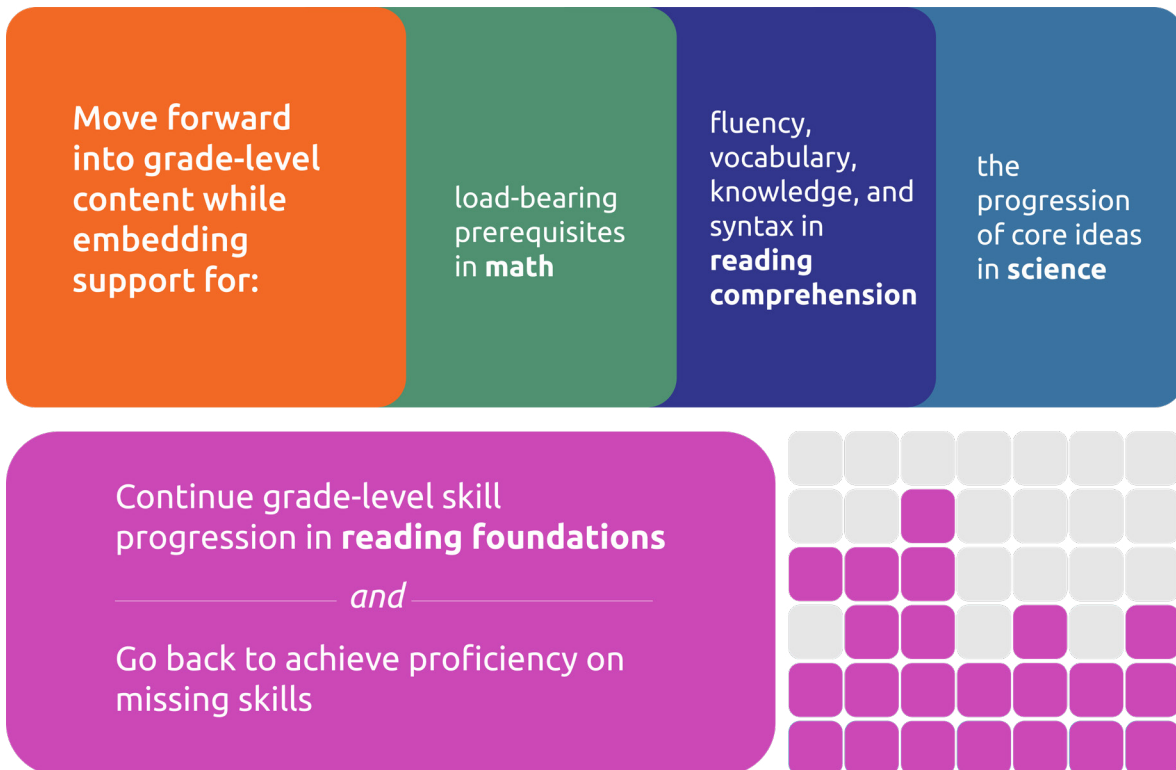 Move forward
into grade-level
content while
embedding
support for:
load-bearing
prerequisites
in math
fluency,
vocabulary,
knowledge, and
syntax in
reading
comprehension
the
progression
of core ideas
in science
Continue grade-level skill
progression in reading foundations
and
Go back to achieve proficiency on
missing skills